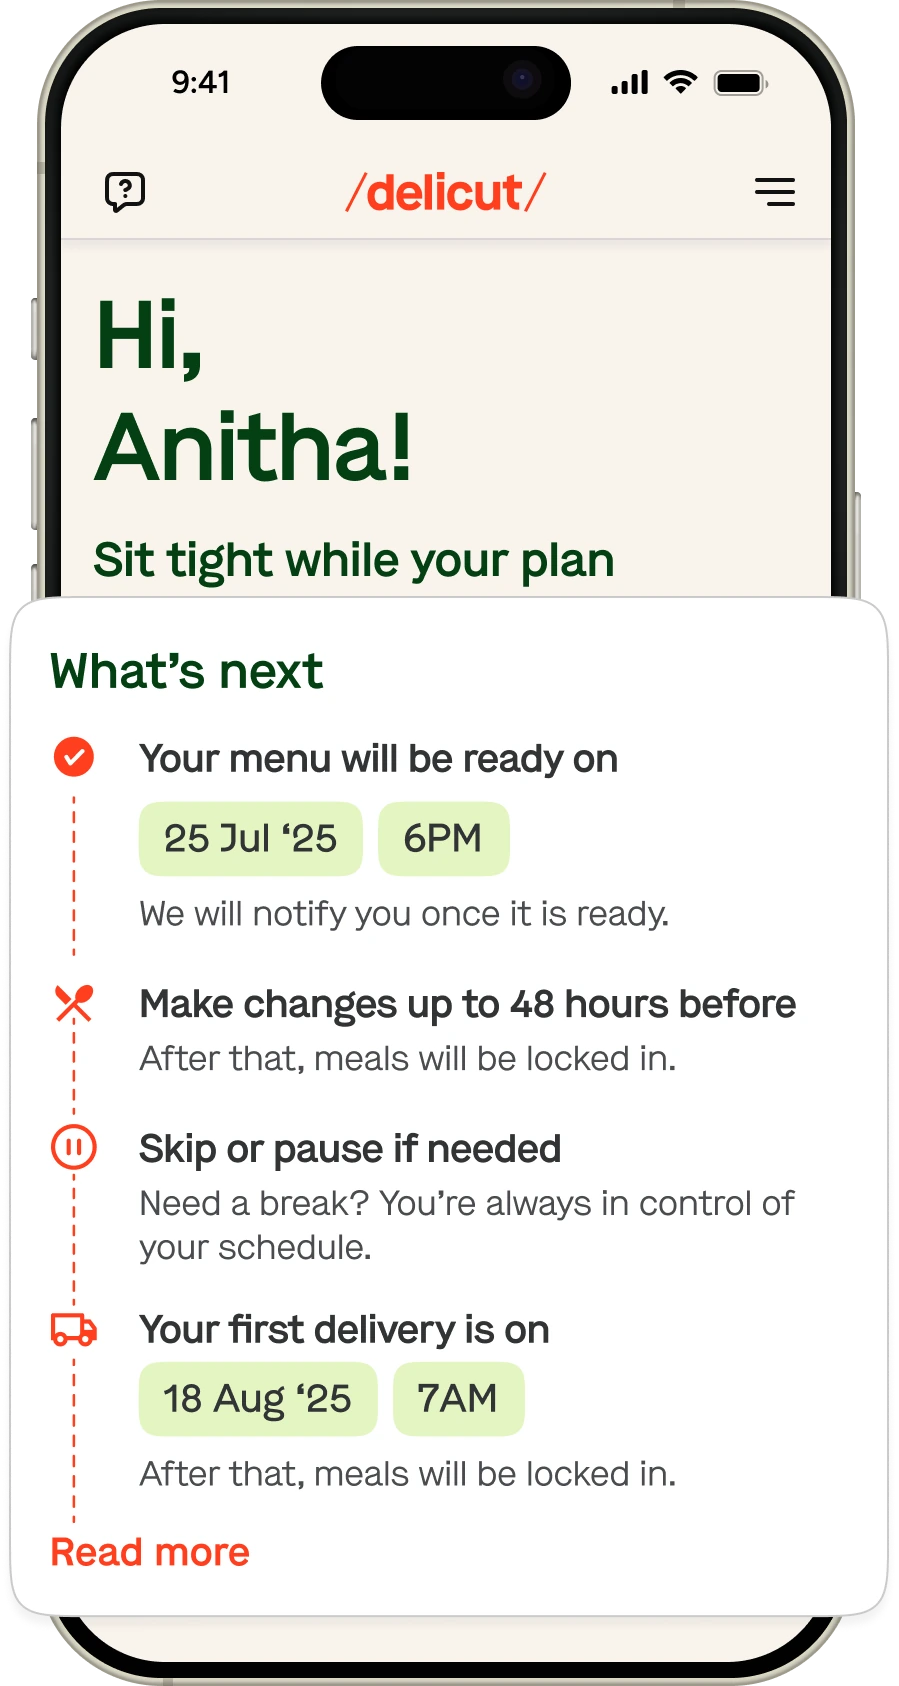 9:41
/delicut/
Hi,
Anitha!
Sit tight while your plan
What’s next
Your menu will be ready on
25 Jul ‘25 6PM
We will notify you once it is ready.
Make changes up to 48 hours before
After that, meals will be locked in.
Skip or pause if needed
Need a break? You’re always in control of
your schedule.
Your first delivery is on
18 Aug ‘25 7AM
After that, meals will be locked in.
Read more